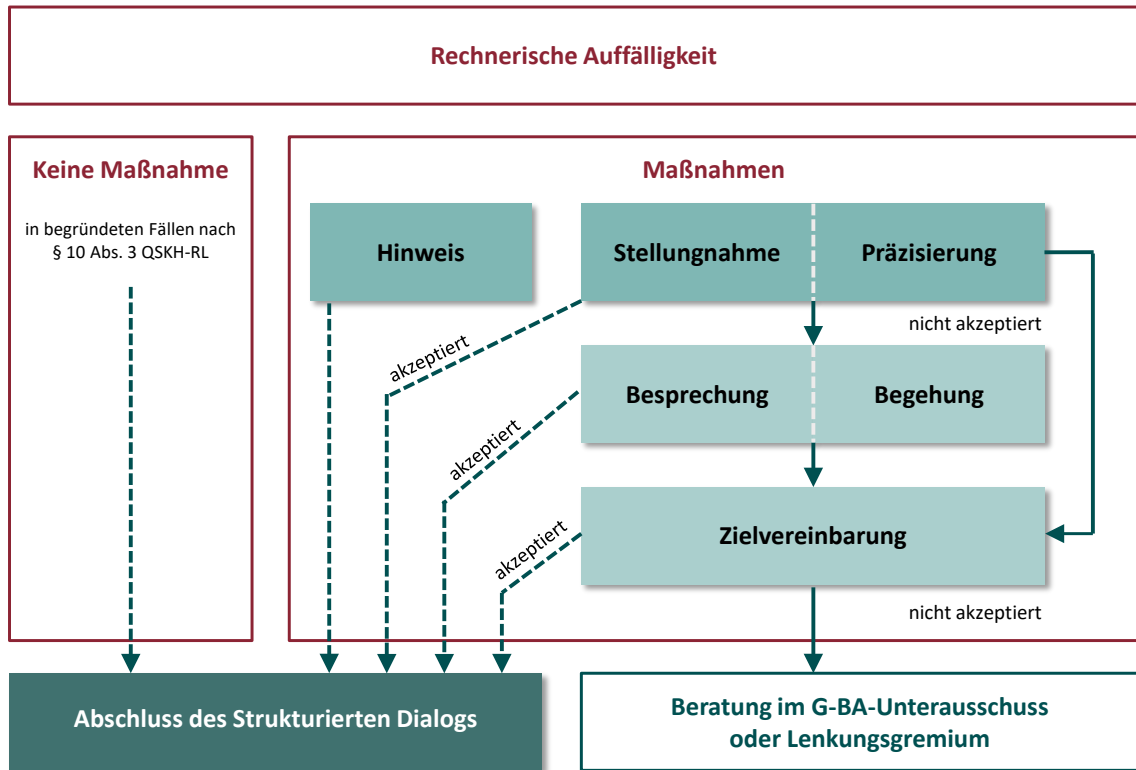 Rechnerische Auffälligkeit
Keine Maßnahme
in begründeten Fällen nach
§ 10 Abs. 3 QSKH-RL
Maßnahmen
Hinweis
Stellungnahme
Präzisierung
nicht akzeptiert
akzeptiert
Besprechung
Begehung
akzeptiert
Zielvereinbarung
akzeptiert
nicht akzeptiert
Abschluss des Strukturierten Dialogs
Beratung im G-BA-Unterausschuss
oder Lenkungsgremium